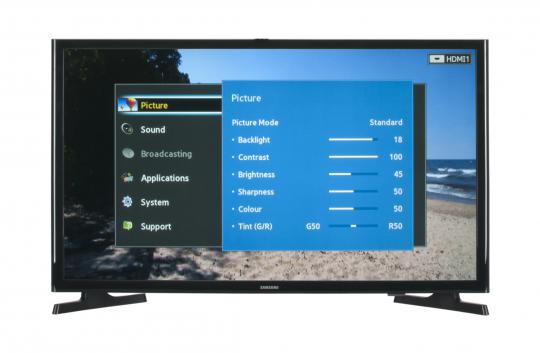 HDMI1
Picture
Sound
Broadcasting
Applications
System
Support
Picture
Picture Mode Standard
· Backlight 18
· Contrast 100
· Brightness 45
· Sharpness 50
· Colour 50
· Tint (G/R) G50 R50
SAMSUNG